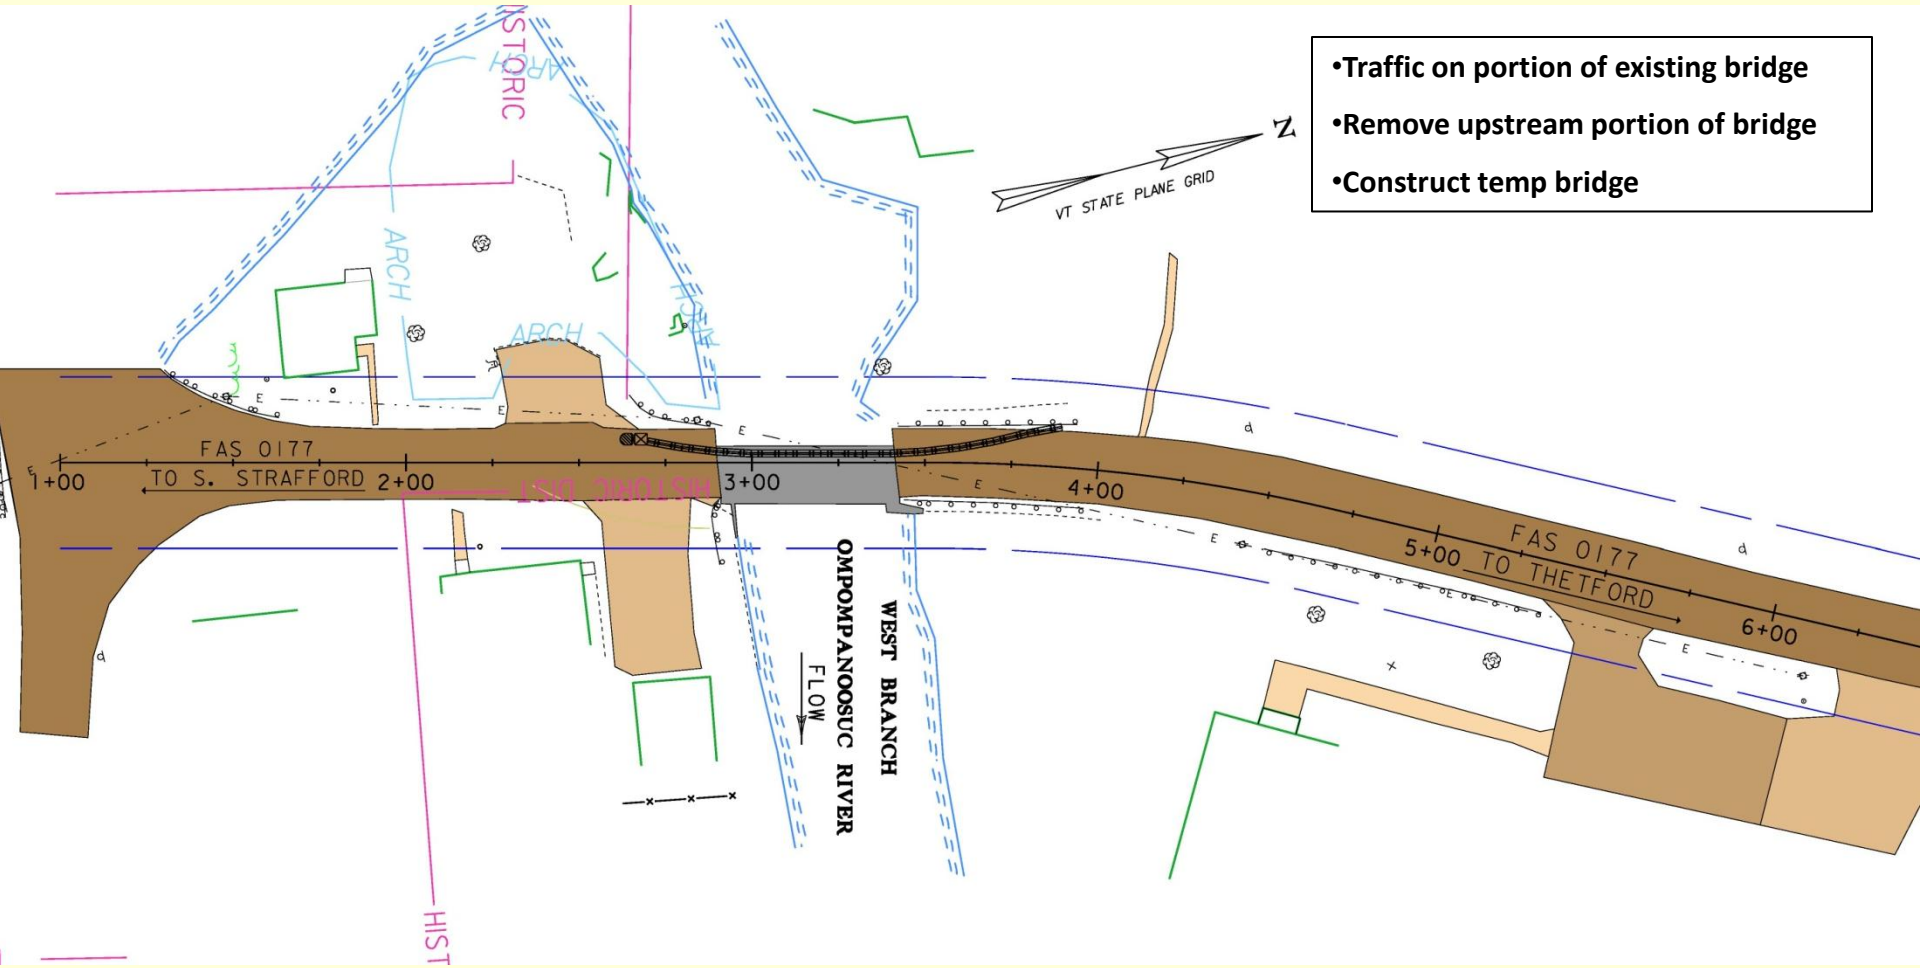 •Traffic on portion of existing bridge
•Remove upstream portion of bridge
•Construct temp bridge
ISTORIC
ARCH
N
VT STATE PLANE GRID
ARCH
ARCH
ARCH
E
E
E
d
FAS 0177
TO S. STRAFFORD
E
1+00
2+00
HISTORIC DIST
3+00
E
4+00
E
5+00
FAS 0177
TO THETFORD
d
6+00
E
E
d
FLOW
WEST BRANCH
OMPOMPANOOSUC RIVER
HIST